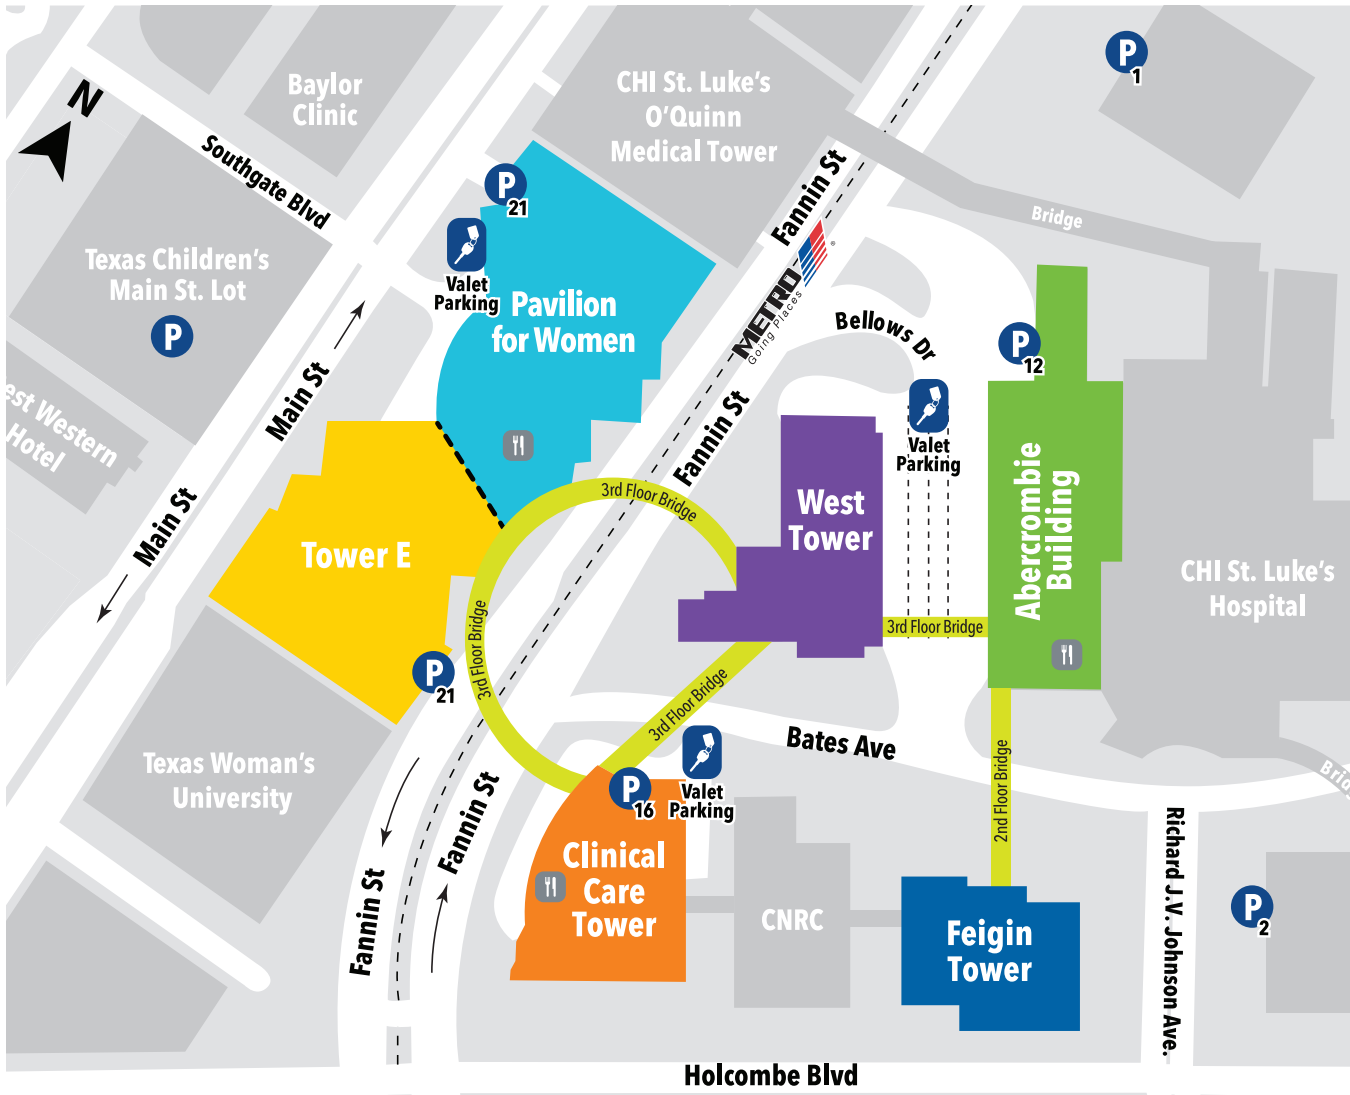 N
Baylor
Clinic
CHI St. Luke's
O'Quinn
Medical Tower
P
1
Southgate Blvd
P
21
Fannin St
Bridge
Texas Children's
Main St. Lot
P
Valet
Parking
Pavilion
for Women
METRO
Going Places
®
Bellows Dr
P
12
est Western
Hotel
Main St
Fannin St
Valet
Parking
Main St
3rd Floor Bridge
West
Tower
Abercrombie
Building
Tower E
CHI St. Luke's
Hospital
3rd Floor Bridge
3rd Floor Bridge
P
21
3rd Floor Bridge
Bates Ave
Texas Woman's
University
Fannin St
P
16
Valet
Parking
2nd Floor Bridge
Brid
Richard J.V. Johnson Ave.
Clinical
Care
Tower
Fannin St
CNRC
Feigin
Tower
P
2
Holcombe Blvd